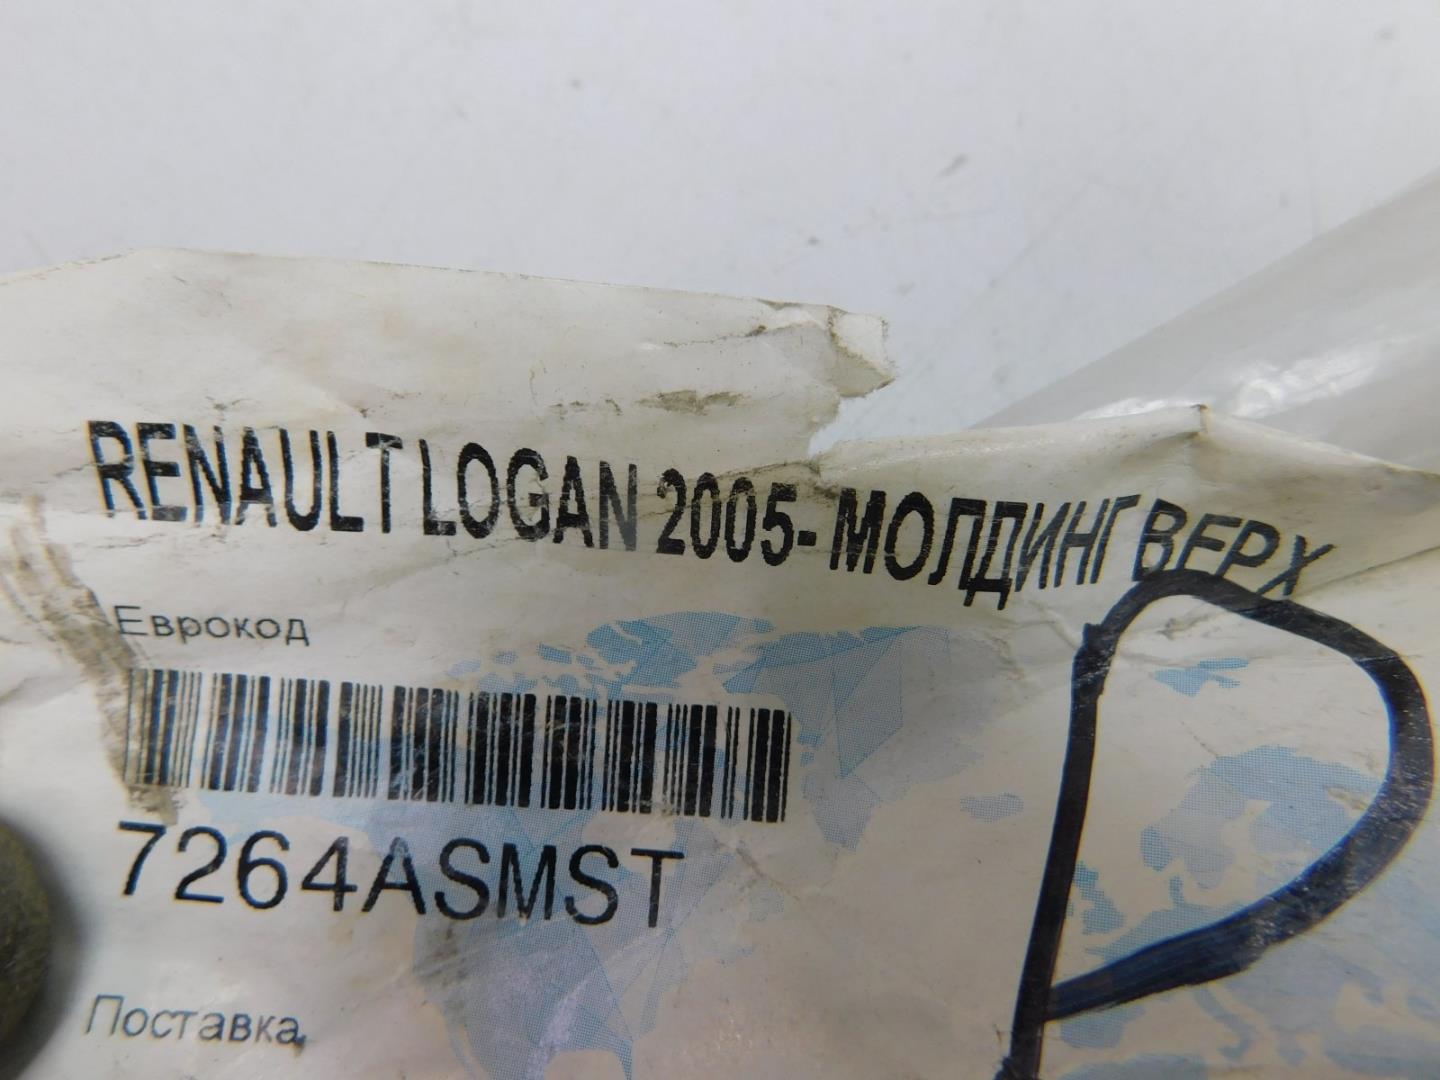 RENAULT LOGAN 2005- МОЛДИНГ ВЕРХ
Еврокод
7264ASMST
Поставка
P